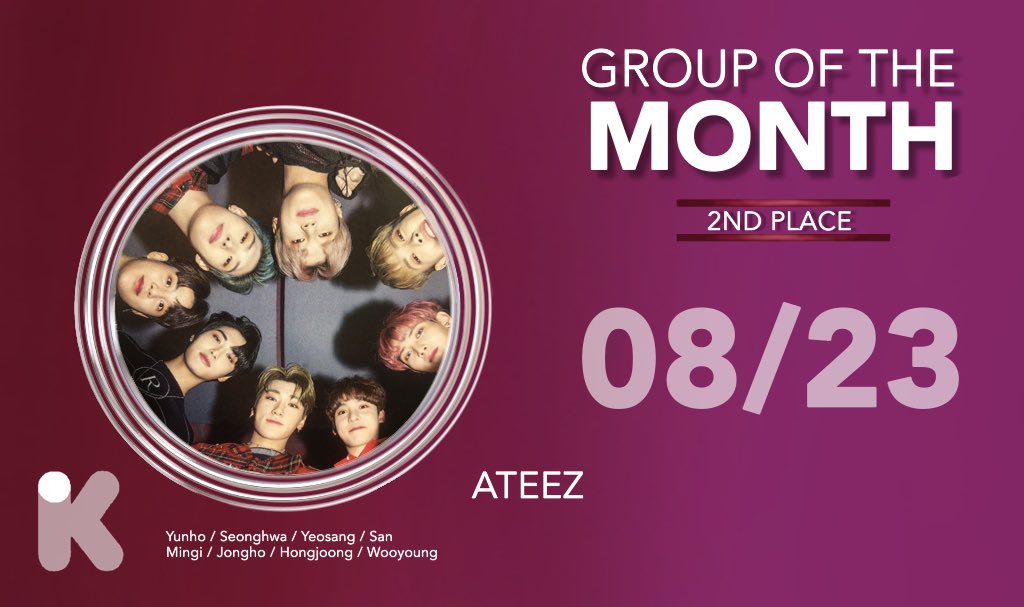 GROUP OF THE
MONTH
2ND PLACE
08/23
ATEEZ
K
Yunho / Seonghwa / Yeosang / San
Mingi / Jongho / Hongjoong / Wooyoung
R